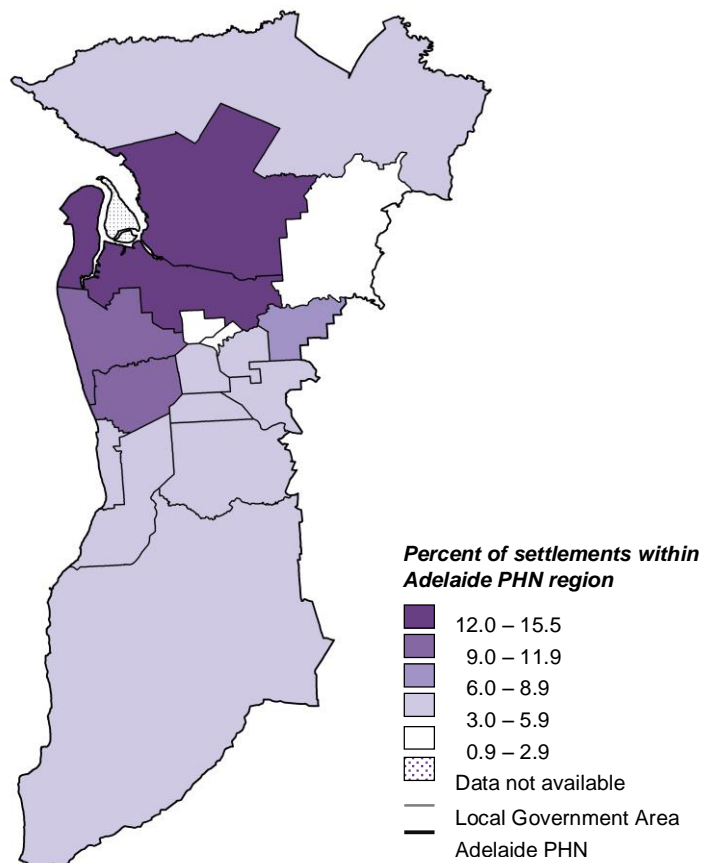 Percent of settlements within
Adelaide PHN region
12.0 – 15.5
9.0 – 11.9
6.0 – 8.9
3.0 – 5.9
0.9 – 2.9
Data not available
Local Government Area
Adelaide PHN